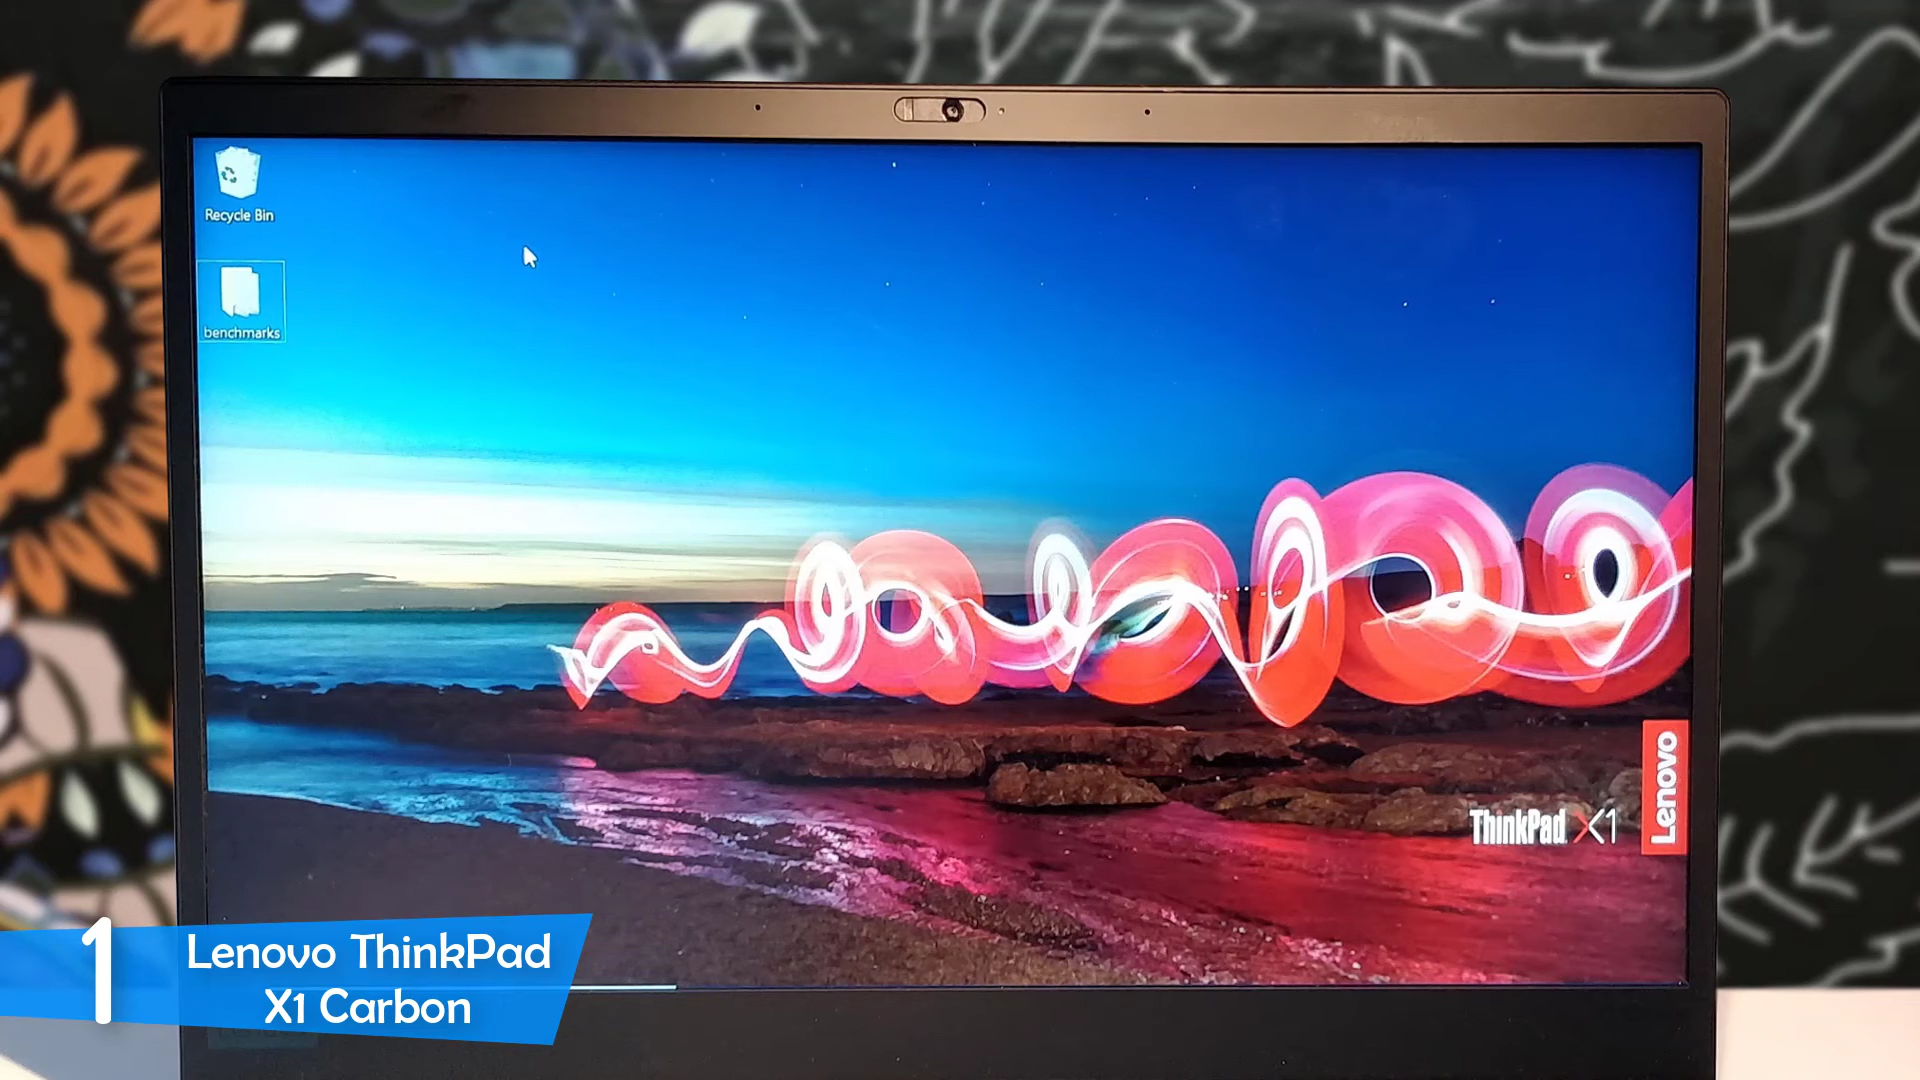 Recycle Bin
benchmarks
ThinkPad X1
Lenovo
1
Lenovo ThinkPad
X1 Carbon